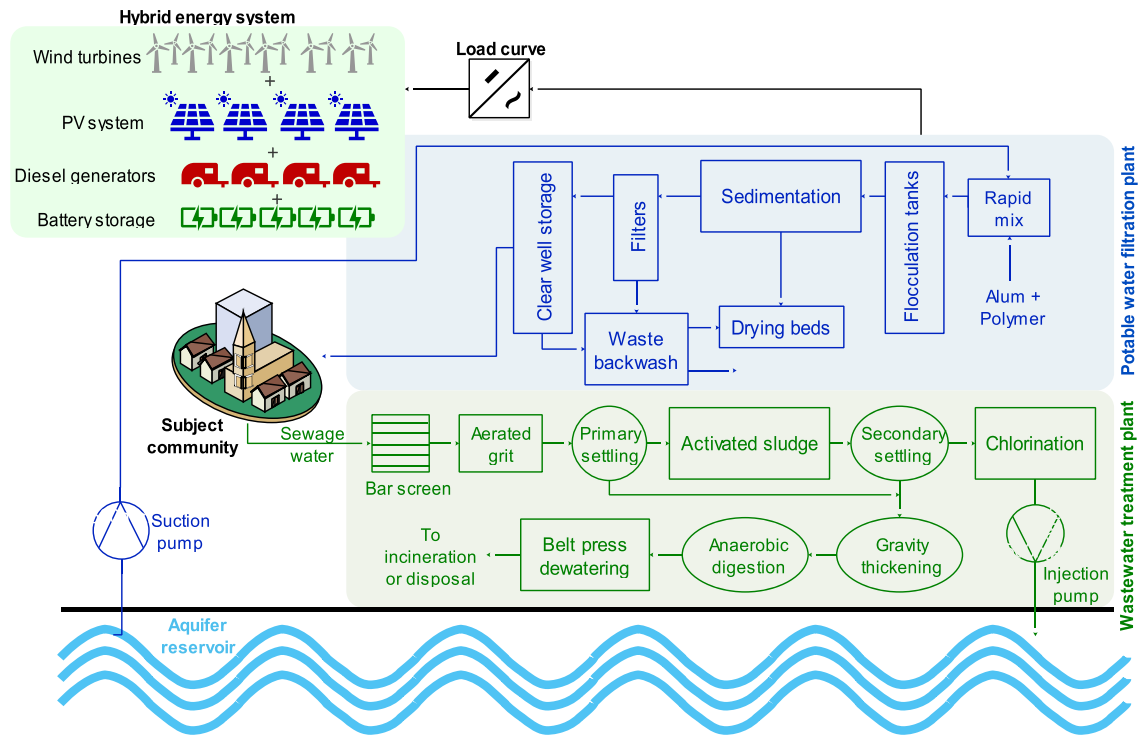 Hybrid energy system
Wind turbines
+
PV system
+
Diesel generators
+
Battery storage
Load curve
Potable water filtration plant
Clear well storage
Filters
Sedimentation
Flocculation tanks
Rapid
mix
Alum +
Polymer
Waste
backwash
Drying beds
Subject
community
Sewage
water
Bar screen
Aerated
grit
Primary
settling
Activated sludge
Secondary
settling
Chlorination
Wastewater treatment plant
Suction
pump
To
incineration
or disposal
Belt press
dewatering
Anaerobic
digestion
Gravity
thickening
Injection
pump
Aquifer
reservoir